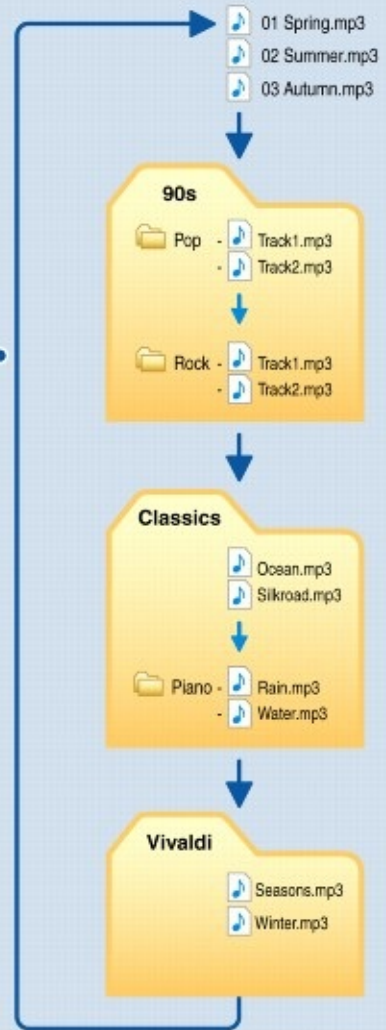 01 Spring.mp3
02 Summer.mp3
03 Autumn.mp3
90s
Pop - Track1.mp3
- Track2.mp3
Rock - Track1.mp3
- Track2.mp3
Classics
Ocean.mp3
Silkroad.mp3
Piano - Rain.mp3
- Water.mp3
Vivaldi
Seasons.mp3
Winter.mp3